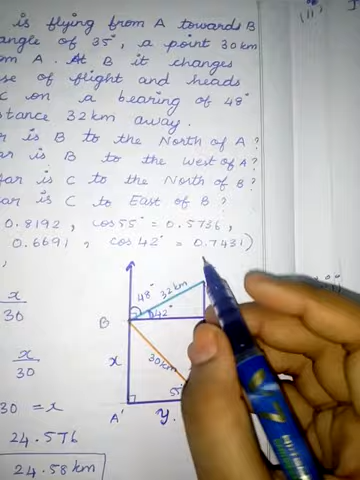 is flying from A towards B
angle of 35°, a point 30 km
om A. At B it changes
se of flight and heads
C on a bearing of 48°
stance 32 km away.
r is B to the North of A?
ar is B to the West of A?
far is C to the North of B?
far is C to East of B?
0.8192, cos 55° = 0.5736,
0.6691, cos 42° = 0.7431)
x
30
x
30
30 = x
24.576
24.58 km
48° 32 km
B 42°
x 30 km
55°
A' y